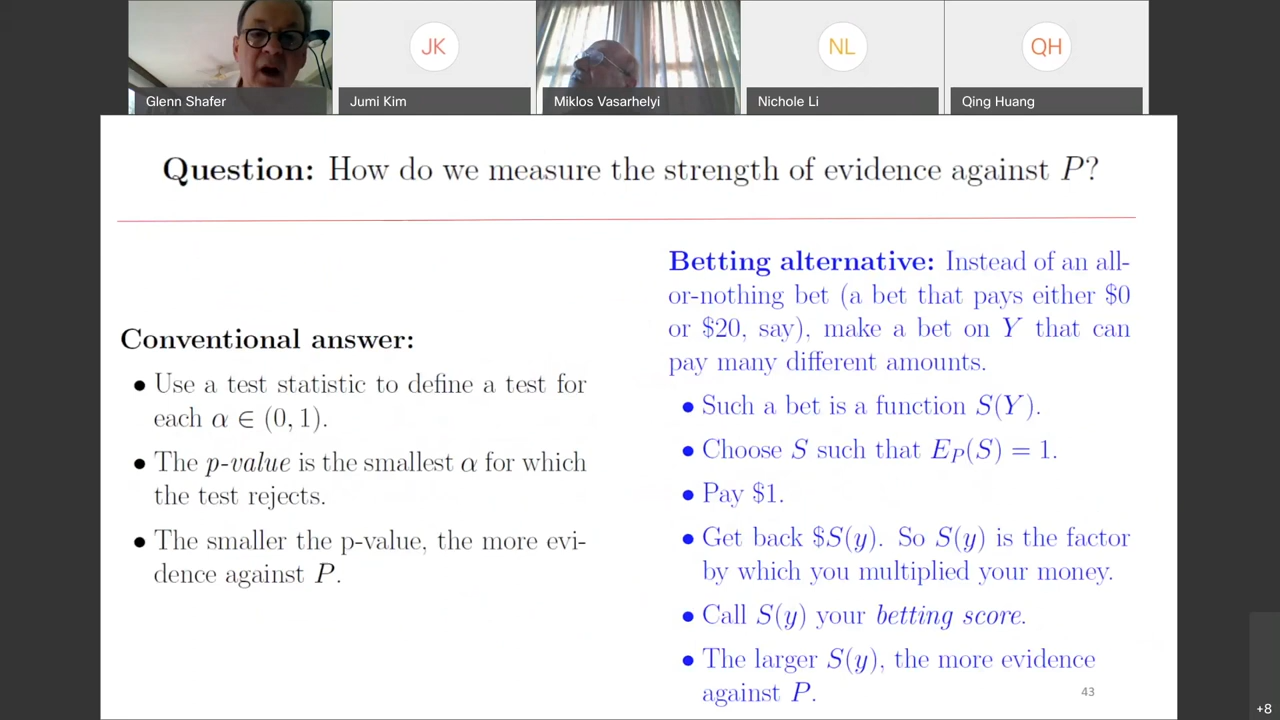 JK
NL
QH
Glenn Shafer
Jumi Kim
Miklos Vasarhelyi
Nichole Li
Qing Huang
Question: How do we measure the strength of evidence against P?
Conventional answer:
• Use a test statistic to define a test for
each α ∈ (0, 1).
• The p-value is the smallest α for which
the test rejects.
• The smaller the p-value, the more evi-
dence against P.
Betting alternative: Instead of an all-
or-nothing bet (a bet that pays either $0
or $20, say), make a bet on Y that can
pay many different amounts.
• Such a bet is a function S(Y).
• Choose S such that E_P(S) = 1.
• Pay $1.
• Get back $S(y). So S(y) is the factor
by which you multiplied your money.
• Call S(y) your betting score.
• The larger S(y), the more evidence
against P.
43
+8